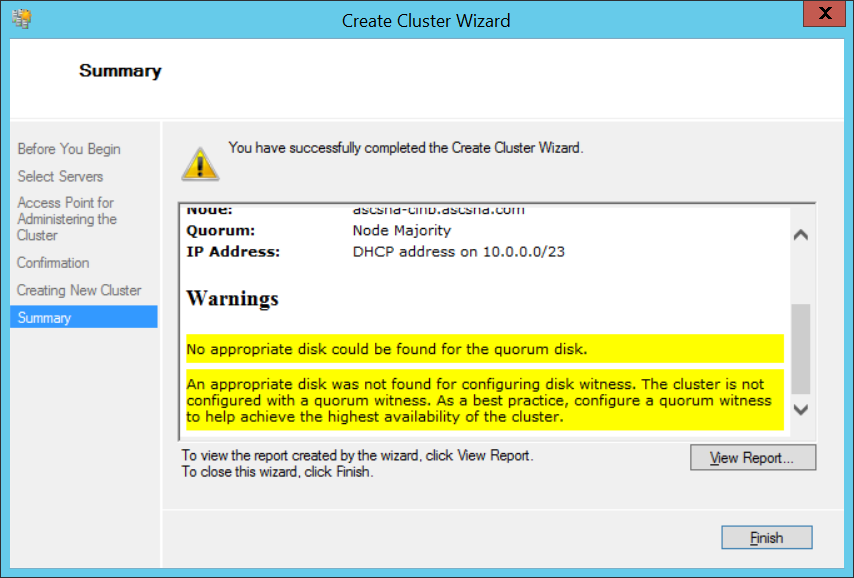 Create Cluster Wizard
X
Summary
Before You Begin
Select Servers
Access Point for
Administering the
Cluster
Confirmation
Creating New Cluster
Summary
You have successfully completed the Create Cluster Wizard.
Node: ascsha-clnb.ascsha.com
Quorum: Node Majority
IP Address: DHCP address on 10.0.0.0/23
Warnings
No appropriate disk could be found for the quorum disk.
An appropriate disk was not found for configuring disk witness. The cluster is not
configured with a quorum witness. As a best practice, configure a quorum witness
to help achieve the highest availability of the cluster.
To view the report created by the wizard, click View Report.
To close this wizard, click Finish.
View Report...
Finish